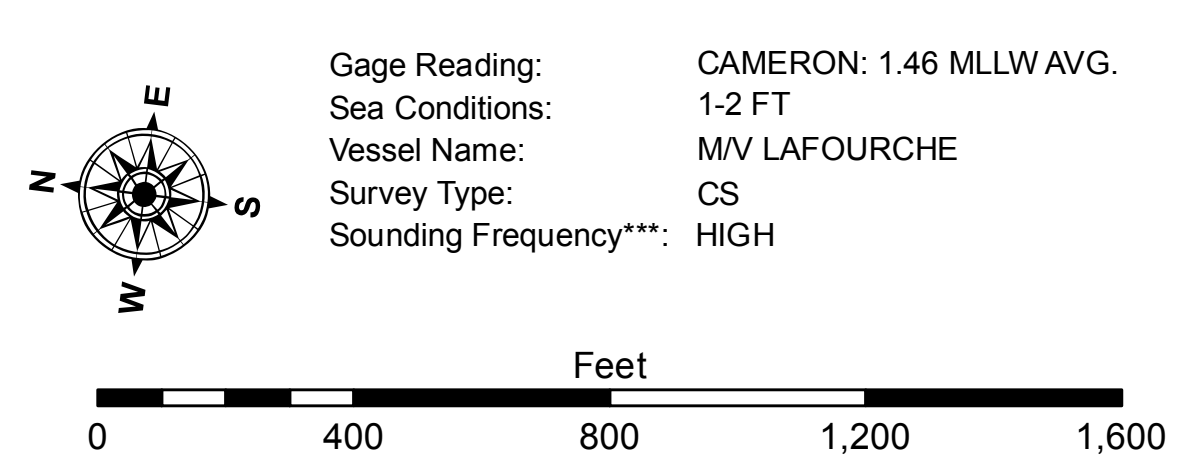 E
N
S
W
Gage Reading: CAMERON: 1.46 MLLW AVG.
Sea Conditions: 1-2 FT
Vessel Name: M/V LAFOURCHE
Survey Type: CS
Sounding Frequency***: HIGH
Feet
0 400 800 1,200 1,600